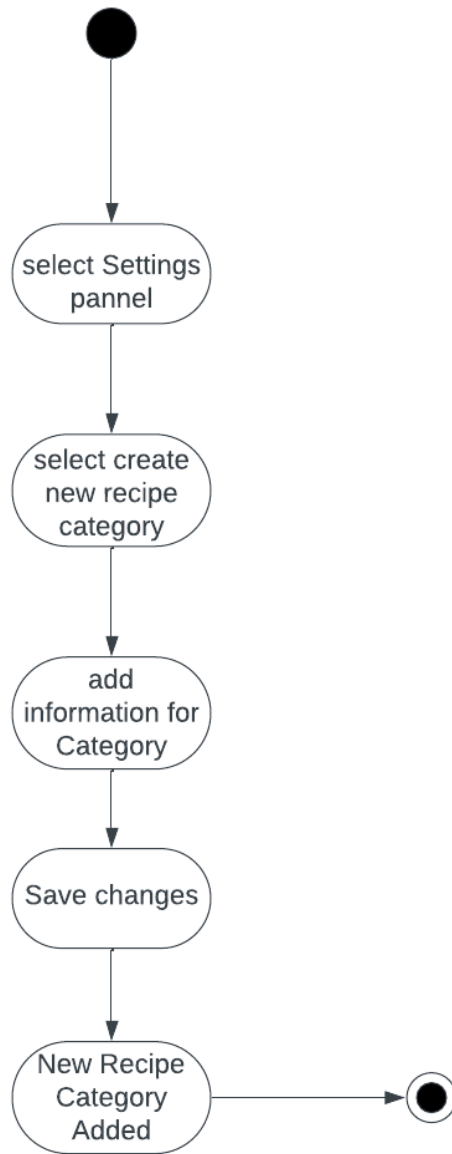 select Settings
pannel
select create
new recipe
category
add
information for
Category
Save changes
New Recipe
Category
Added